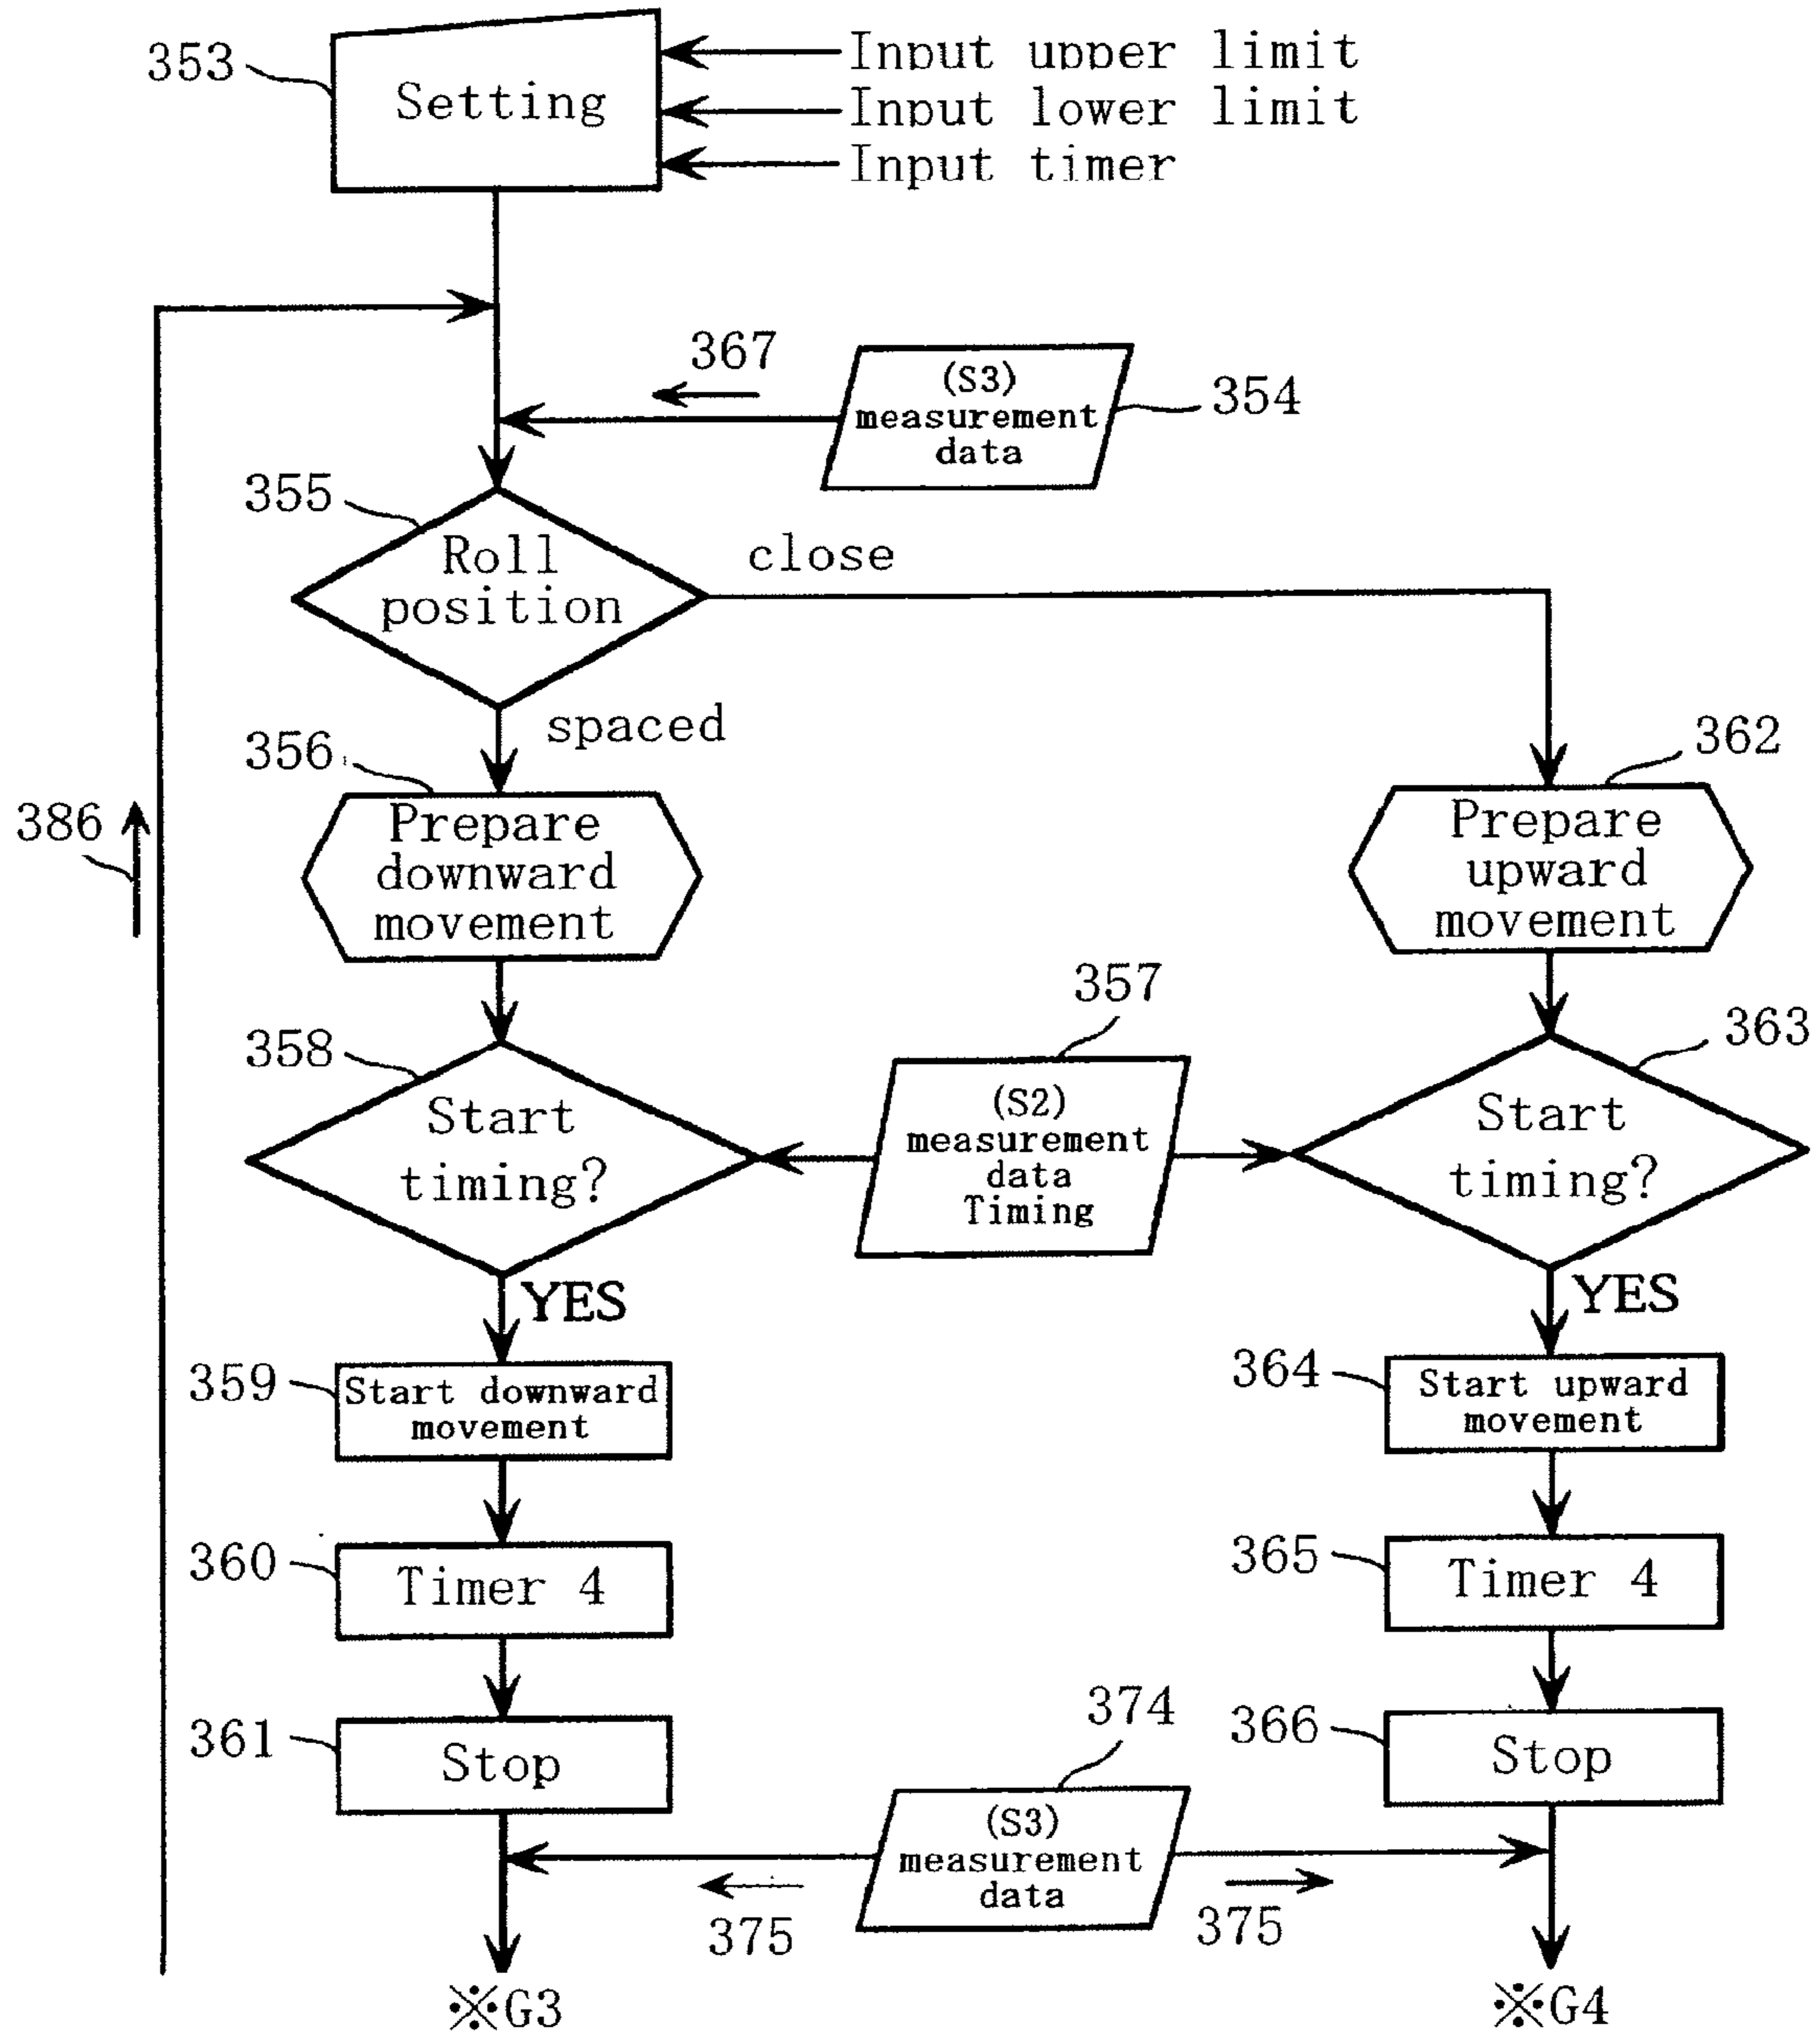 353
Setting
Input upper limit
Input lower limit
Input timer
367
(S3)
measurement
data
354
355
Roll
position
close
spaced
356
Prepare
downward
movement
362
Prepare
upward
movement
386
357
(S2)
measurement
data
Timing
358
Start
timing?
363
Start
timing?
YES
YES
359
Start downward
movement
364
Start upward
movement
360
Timer 4
365
Timer 4
361
Stop
366
Stop
374
(S3)
measurement
data
375
375
※G3
※G4